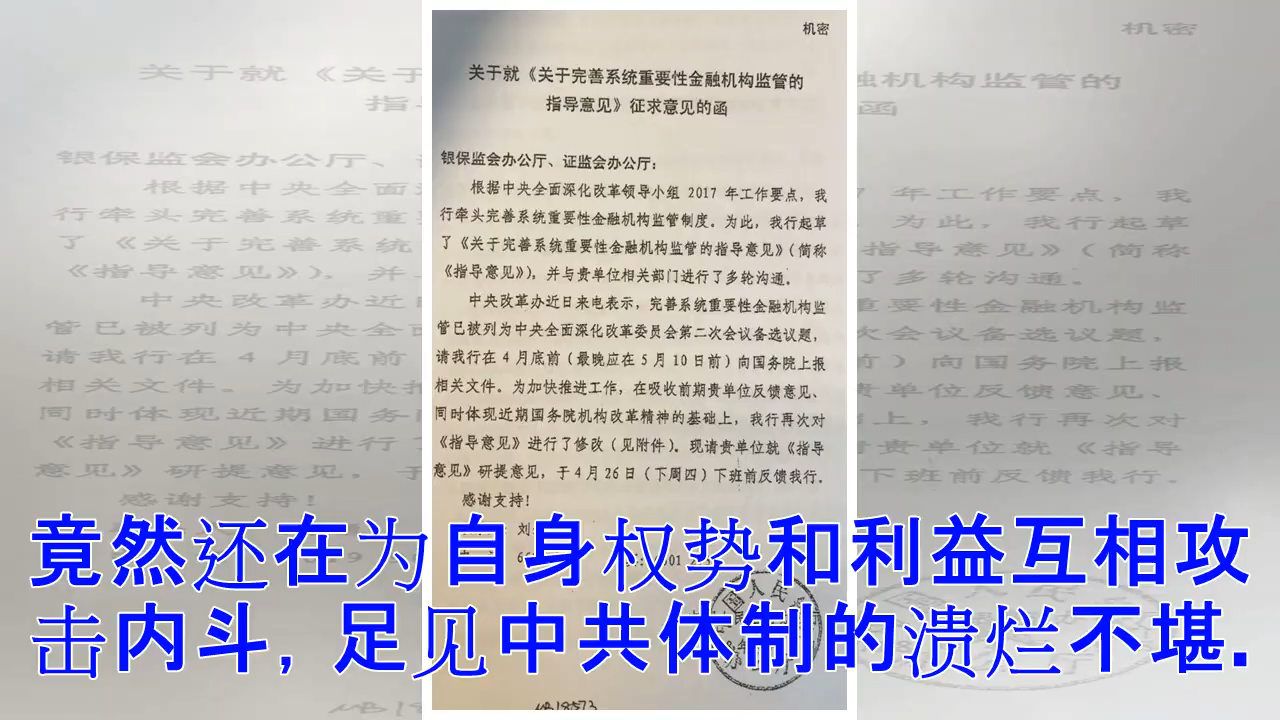 机密
关于就《关于完善系统重要性金融机构监管的
指导意见》征求意见的函
银保监会办公厅、证监会办公厅:
根据中央全面深化改革领导小组 2017 年工作要点,我
行牵头完善系统重要性金融机构监管制度。为此,我行起草
了《关于完善系统重要性金融机构监管的指导意见》(简称
《指导意见》),并与贵单位相关部门进行了多轮沟通。
中央改革办近日来电表示,完善系统重要性金融机构监
管已被列为中央全面深化改革委员会第二次会议备选议题,
请我行在 4 月底前(最晚应在 5 月 10 日前)向国务院上报
相关文件。为加快推进工作,在吸收前期贵单位反馈意见、
同时体现近期国务院机构改革精神的基础上,我行再次对
《指导意见》进行了修改(见附件)。现请贵单位就《指导
意见》研提意见,于 4 月 26 日(下周四)下班前反馈我行。
感谢支持!
刘
竟然还在为自身权势和利益互相攻
击内斗, 足见中共体制的溃烂不堪.